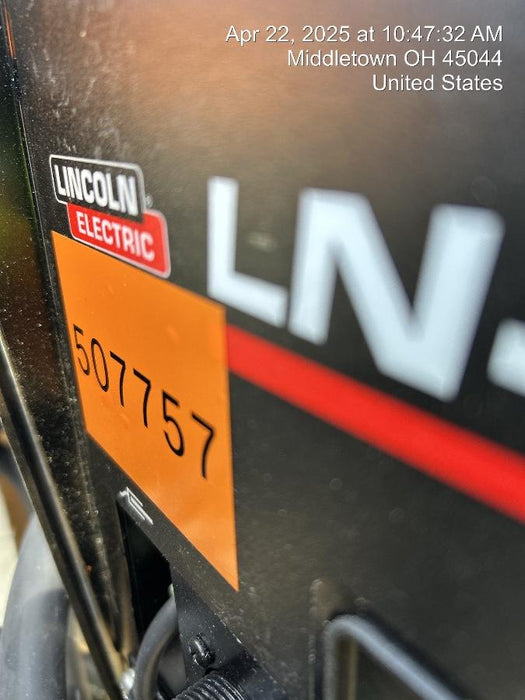 Apr 22, 2025 at 10:47:32 AM
Middletown OH 45044
United States
LINCOLN
ELECTRIC
LN
507757